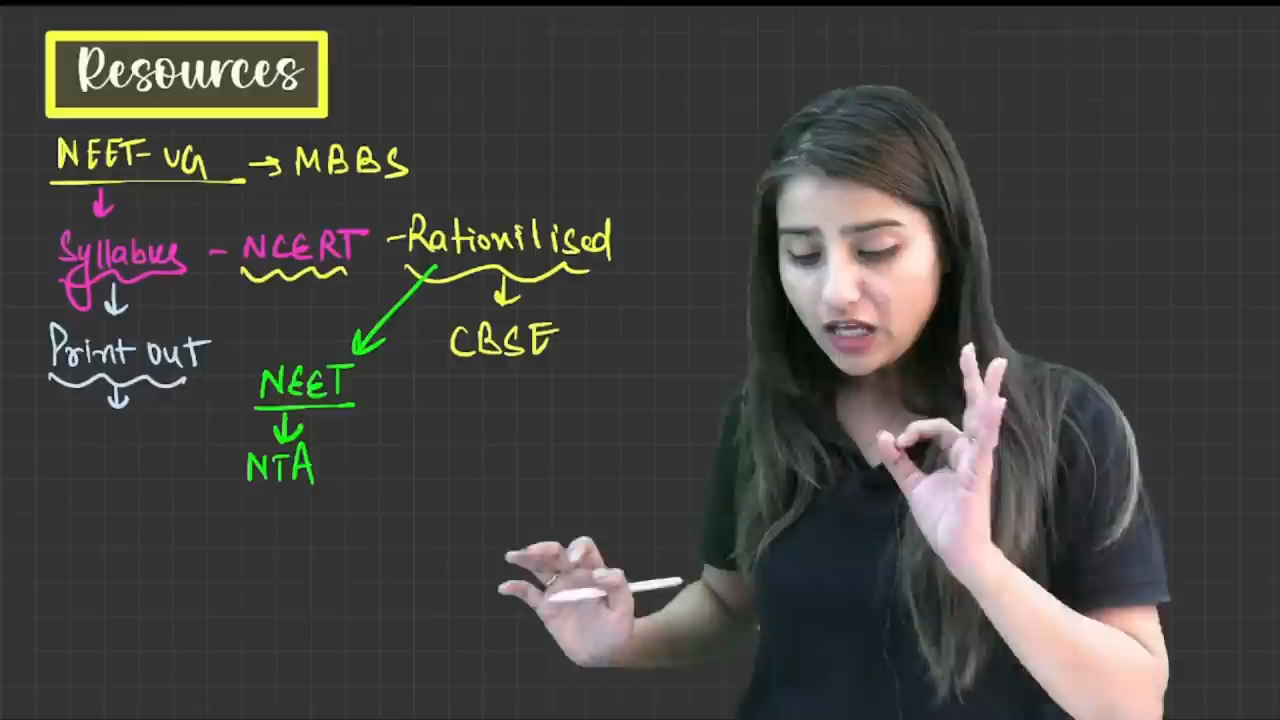 Resources
NEET-UG → MBBS
↓
Syllabus - NCERT - Rationilised
↓
Print out
↓
CBSE
NEET
↓
NTA